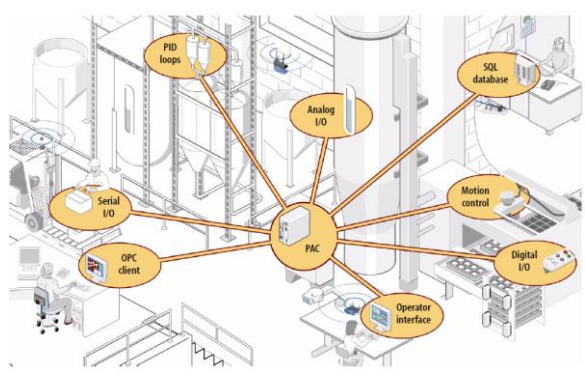 PID
loops
SQL
database
Analog
I/O
Serial
I/O
Motion
control
PAC
OPC
client
Digital
I/O
Operator
interface